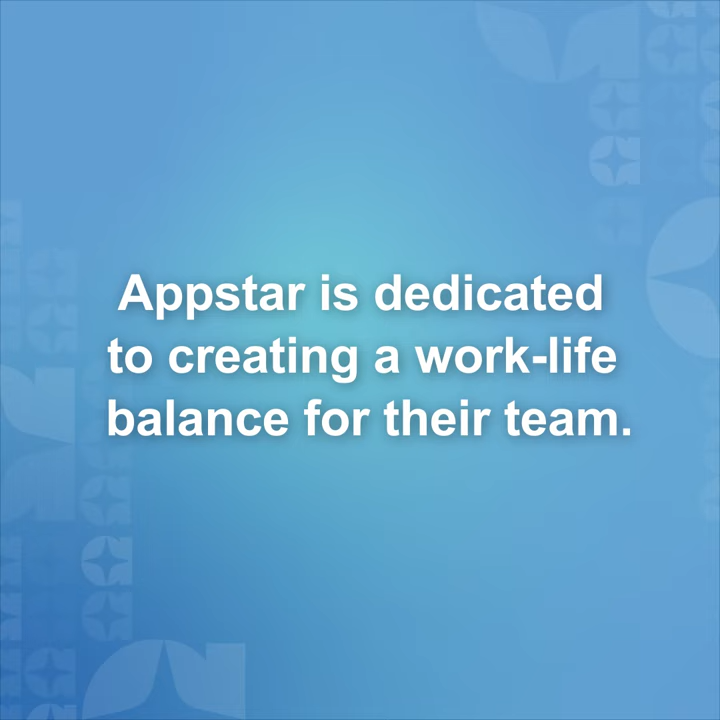 Appstar is dedicated
to creating a work-life
balance for their team.